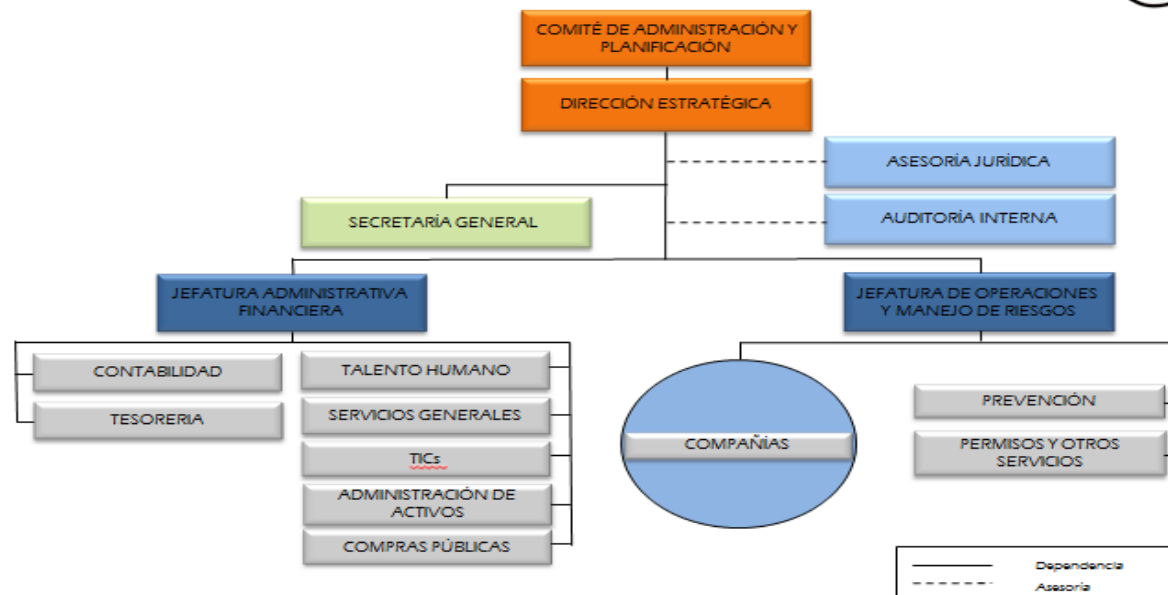 COMITÉ DE ADMINISTRACIÓN Y
PLANIFICACIÓN
DIRECCIÓN ESTRATÉGICA
ASESORÍA JURÍDICA
SECRETARÍA GENERAL
AUDITORÍA INTERNA
JEFATURA ADMINISTRATIVA
FINANCIERA
JEFATURA DE OPERACIONES
Y MANEJO DE RIESGOS
CONTABILIDAD
TESORERIA
TALENTO HUMANO
SERVICIOS GENERALES
TICs
ADMINISTRACIÓN DE
ACTIVOS
COMPRAS PÚBLICAS
COMPAÑÍAS
PREVENCIÓN
PERMISOS Y OTROS
SERVICIOS
Dependencia
Asesoría